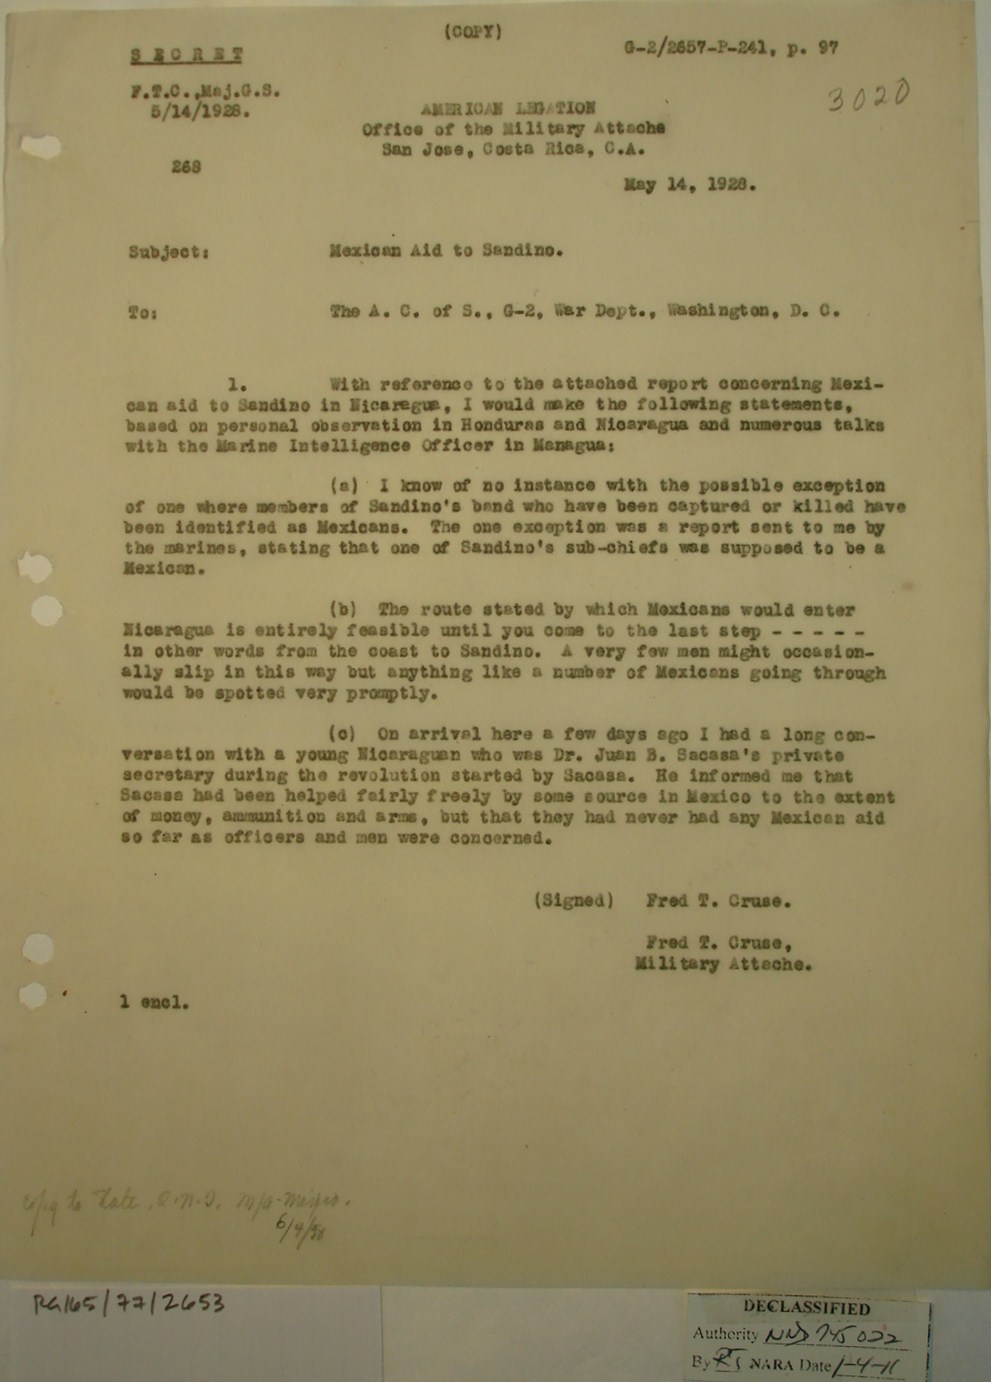 (COPY)
SECRET
G-2/2657-P-241, p. 97
F.T.C.,Maj.G.S.
5/14/1928.
3020
AMERICAN LEGATION
Office of the Military Attache
San Jose, Costa Rica, C.A.
268
May 14, 1928.
Subject: Mexican Aid to Sandino.
To: The A. C. of S., G-2, War Dept., Washington, D. C.
1. With reference to the attached report concerning Mexi-
can aid to Sandino in Nicaragua, I would make the following statements,
based on personal observation in Honduras and Nicaragua and numerous talks
with the Marine Intelligence Officer in Managua:
(a) I know of no instance with the possible exception
of one where members of Sandino's band who have been captured or killed have
been identified as Mexicans. The one exception was a report sent to me by
the marines, stating that one of Sandino's sub-chiefs was supposed to be a
Mexican.
(b) The route stated by which Mexicans would enter
Nicaragua is entirely feasible until you come to the last step - - - - -
in other words from the coast to Sandino. A very few men might occasion-
ally slip in this way but anything like a number of Mexicans going through
would be spotted very promptly.
(c) On arrival here a few days ago I had a long con-
versation with a young Nicaraguan who was Dr. Juan B. Sacasa's private
secretary during the revolution started by Sacasa. He informed me that
Sacasa had been helped fairly freely by some source in Mexico to the extent
of money, ammunition and arms, but that they had never had any Mexican aid
so far as officers and men were concerned.
(Signed) Fred T. Cruse.
Fred T. Cruse,
Military Attache.
1 encl.
Copy to State, O.N.I.
6/4/28
RG165/77/2653
DECLASSIFIED
Authority NND 745022
By NARA Date 1-4-11